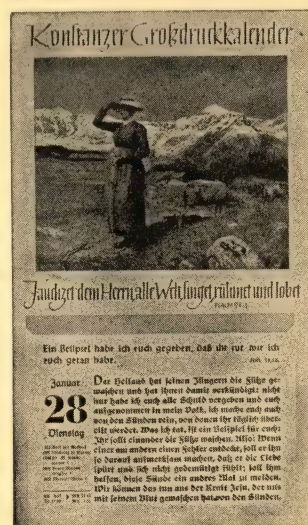 Konstanzer Großdruckkalender
Jauchzet dem Herrn, alle Welt, singet, rühmet und lobet
Ein Beispiel habe ich euch gegeben, daß ihr tut, wie ich
euch getan habe.
Januar
28
Dienstag
Der Heiland hat seinen Jüngern die Füße ge-
waschen und hat ihnen damit verkündigt: nicht
nur habe ich euch alle Schuld vergeben und euch
aufgenommen in mein Volk, ich mache euch auch
von den Sünden rein, von denen ihr täglich über-
eilt werdet. Was ich tat, ist ein Beispiel für euch:
Ihr sollt einander die Füße waschen. Also: Wenn
einer am andern einen Fehler entdeckt, soll er ihn
so darauf aufmerksam machen, daß er die Liebe
spürt und sich nicht gedemütigt fühlt; soll ihm
helfen, diese Sünde ein andres Mal zu meiden.
Wir können das nun aus der Kraft Jesu, der uns
mit seinem Blut gewaschen hat von den Sünden,